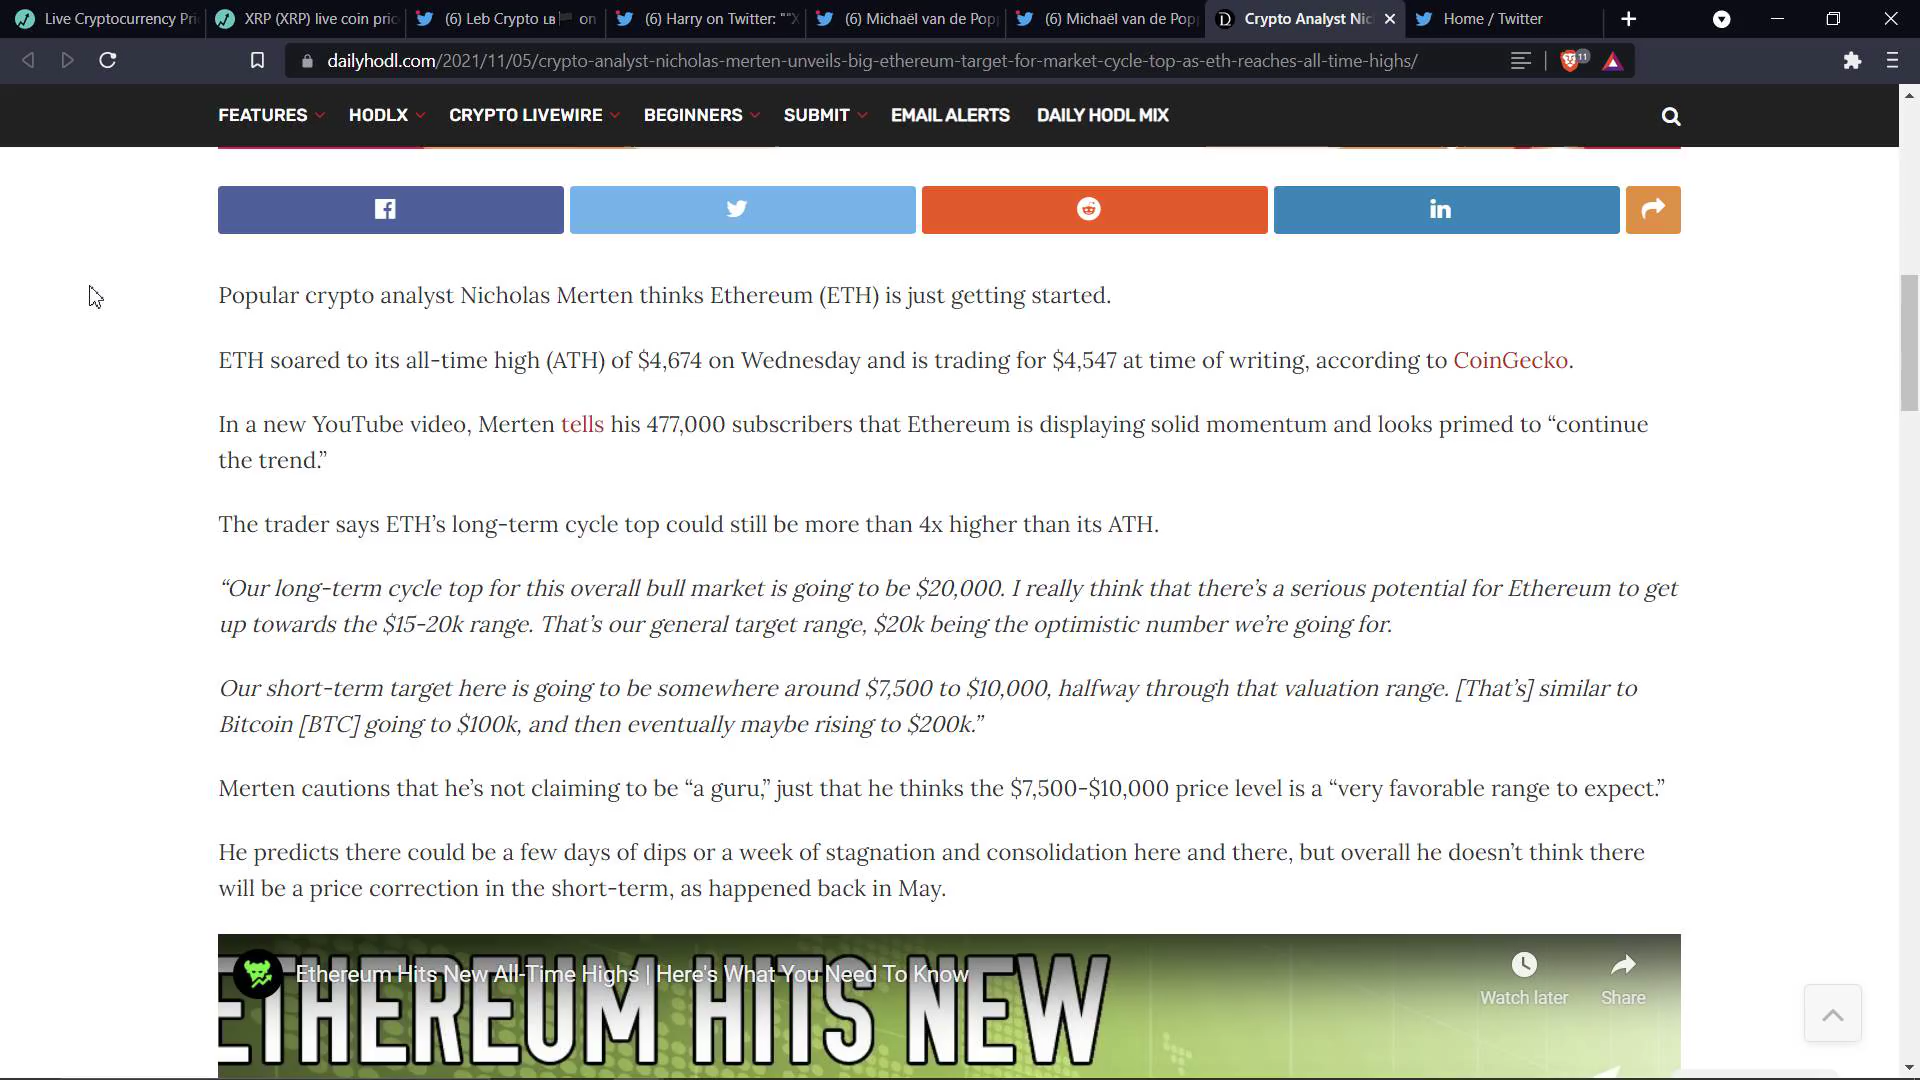 Live Cryptocurrency Pri
XRP (XRP) live coin pric
(6) Leb Crypto LB on
(6) Harry on Twitter: ""X
(6) Michaël van de Pop
(6) Michaël van de Pop
Crypto Analyst Nic
Home / Twitter
dailyhodl.com/2021/11/05/crypto-analyst-nicholas-merten-unveils-big-ethereum-target-for-market-cycle-top-as-eth-reaches-all-time-highs/
11
FEATURES HODLX CRYPTO LIVEWIRE BEGINNERS SUBMIT EMAIL ALERTS DAILY HODL MIX
Popular crypto analyst Nicholas Merten thinks Ethereum (ETH) is just getting started.
ETH soared to its all-time high (ATH) of $4,674 on Wednesday and is trading for $4,547 at time of writing, according to CoinGecko.
In a new YouTube video, Merten tells his 477,000 subscribers that Ethereum is displaying solid momentum and looks primed to “continue
the trend.”
The trader says ETH’s long-term cycle top could still be more than 4x higher than its ATH.
“Our long-term cycle top for this overall bull market is going to be $20,000. I really think that there’s a serious potential for Ethereum to get
up towards the $15-20k range. That’s our general target range, $20k being the optimistic number we’re going for.
Our short-term target here is going to be somewhere around $7,500 to $10,000, halfway through that valuation range. [That’s] similar to
Bitcoin [BTC] going to $100k, and then eventually maybe rising to $200k.”
Merten cautions that he’s not claiming to be “a guru,” just that he thinks the $7,500-$10,000 price level is a “very favorable range to expect.”
He predicts there could be a few days of dips or a week of stagnation and consolidation here and there, but overall he doesn’t think there
will be a price correction in the short-term, as happened back in May.
Ethereum Hits New All-Time Highs | Here's What You Need To Know
Watch later
Share
ETHEREUM HITS NEW